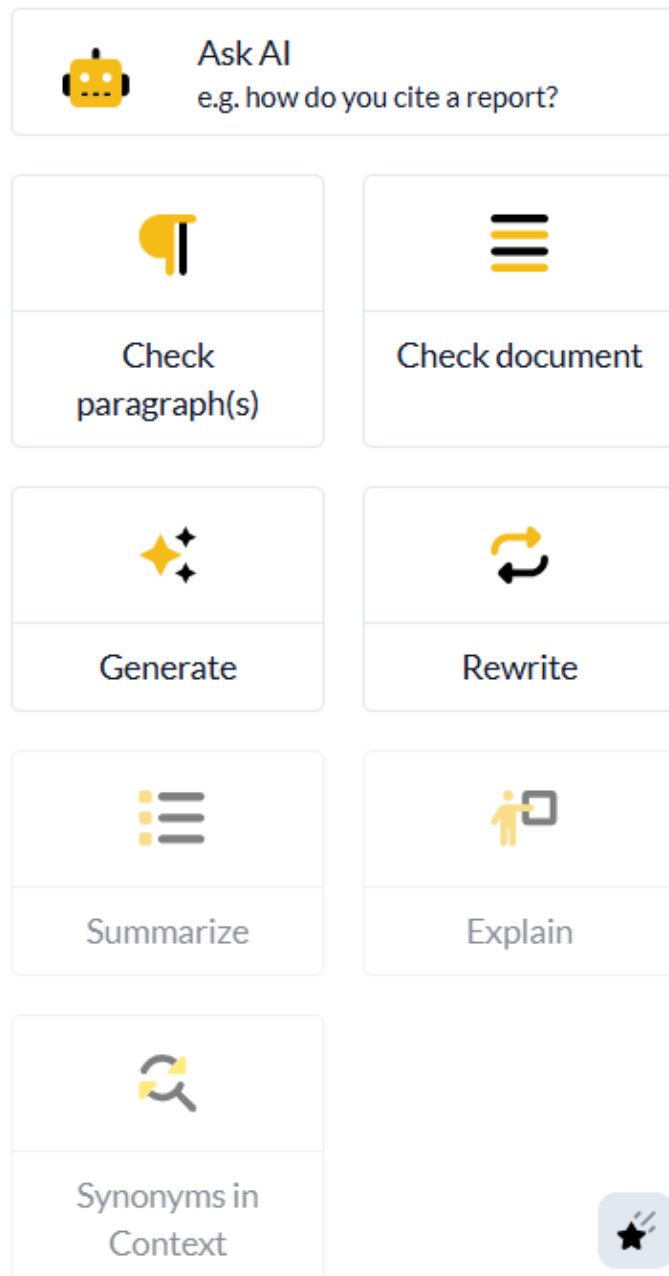 Ask AI
e.g. how do you cite a report?
Check
paragraph(s)
Check document
Generate
Rewrite
Summarize
Explain
Synonyms in
Context